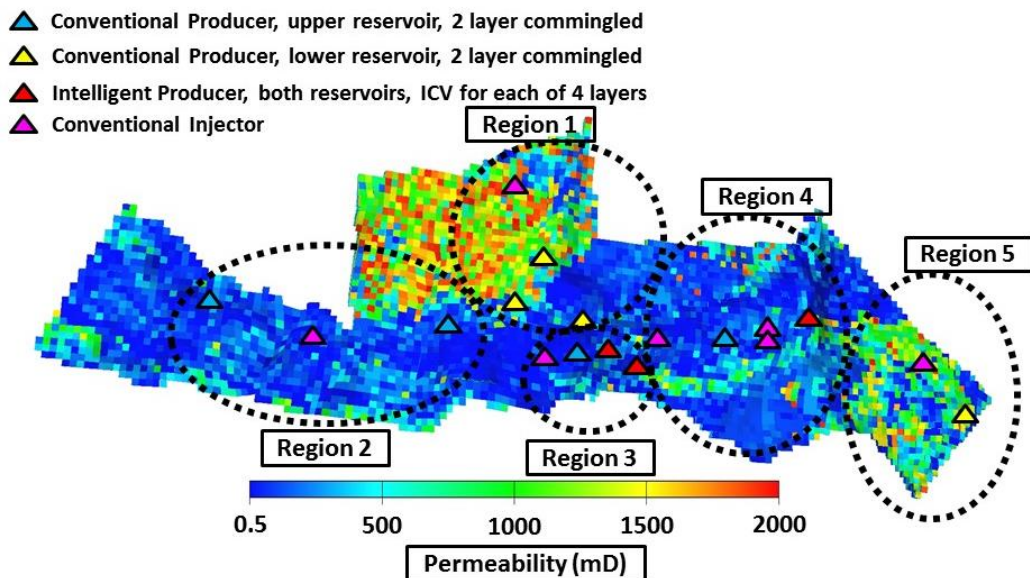 Conventional Producer, upper reservoir, 2 layer commingled
Conventional Producer, lower reservoir, 2 layer commingled
Intelligent Producer, both reservoirs, ICV for each of 4 layers
Conventional Injector
Region 1
Region 4
Region 5
Region 2
Region 3
0.5 500 1000 1500 2000
Permeability (mD)